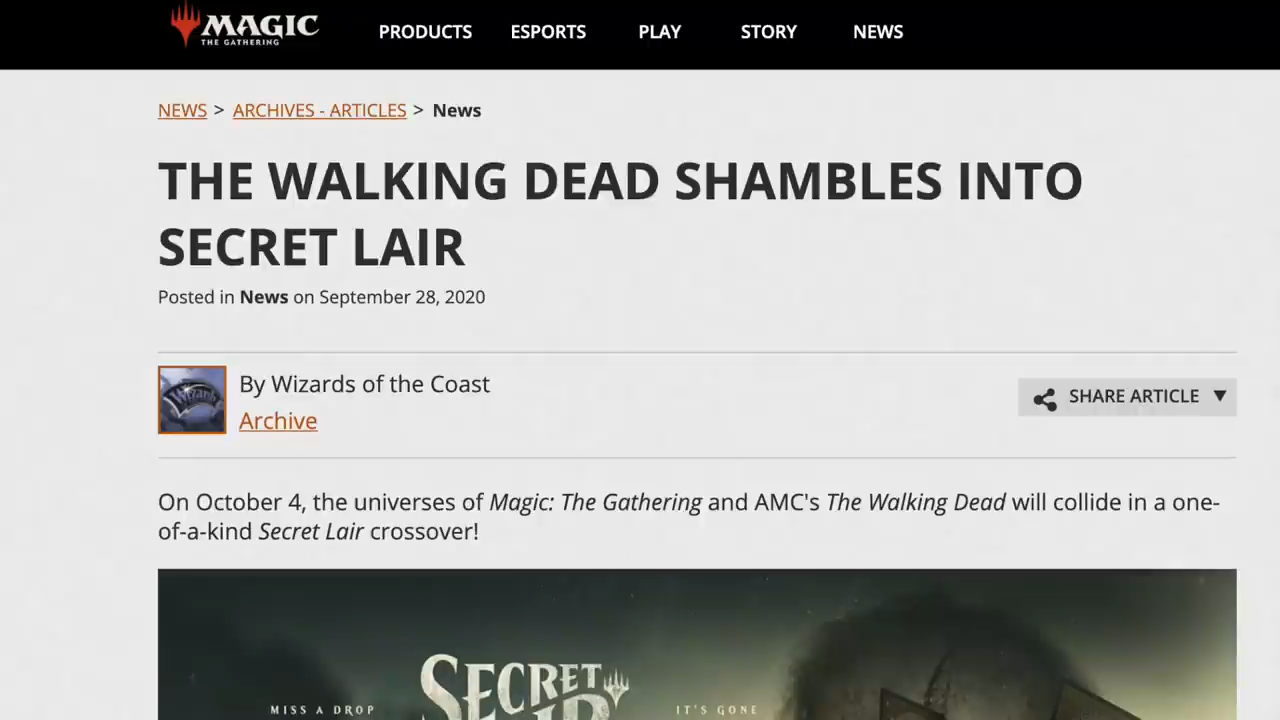 MAGIC
THE GATHERING
PRODUCTS ESPORTS PLAY STORY NEWS
NEWS > ARCHIVES - ARTICLES > News
THE WALKING DEAD SHAMBLES INTO
SECRET LAIR
Posted in News on September 28, 2020
Wizards
By Wizards of the Coast
Archive
SHARE ARTICLE ▼
On October 4, the universes of Magic: The Gathering and AMC's The Walking Dead will collide in a one-
of-a-kind Secret Lair crossover!
SECRET
LAIR
MISS A DROP IT'S GONE